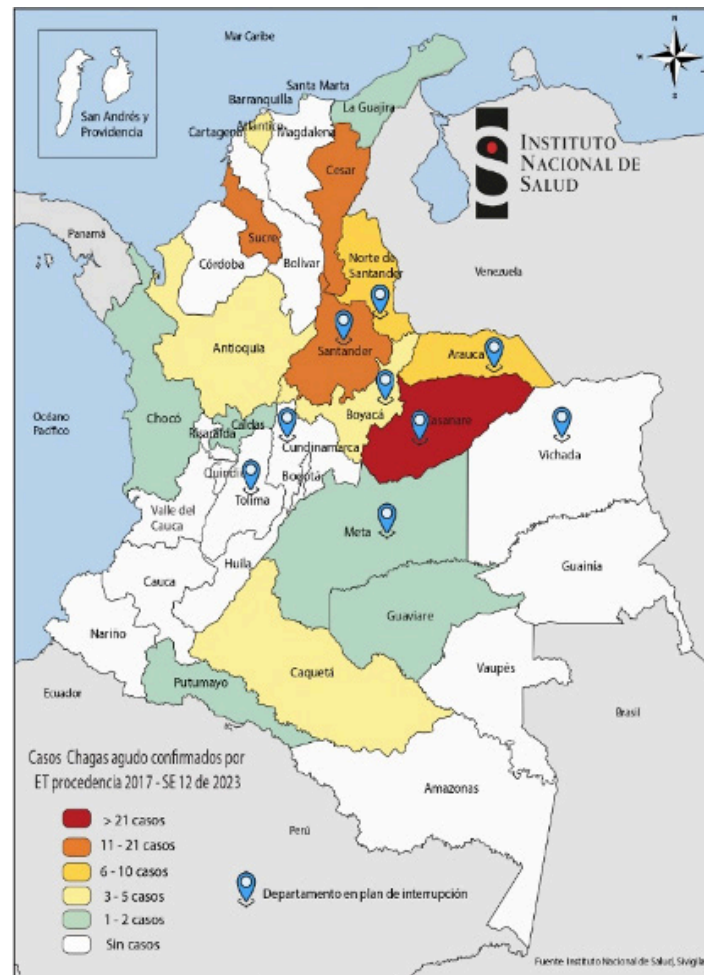 Mar Caribe
N
W
E
S
San Andrés y
Providencia
Santa Marta
Barranquilla
La Guajira
Atlántico
Cartagena
Magdalena
INSTITUTO
NACIONAL DE
SALUD
Cesar
Panamá
Sucre
Córdoba
Bolívar
Norte de
Santander
Venezuela
Antioquia
Santander
Arauca
Océano
Pacífico
Chocó
Caldas
Boyacá
Casanare
Risaralda
Cundinamarca
Vichada
Quindío
Bogotá
Tolima
Valle del
Cauca
Meta
Huila
Guainía
Cauca
Guaviare
Nariño
Vaupés
Caquetá
Putumayo
Ecuador
Brasil
Casos Chagas agudo confirmados por
ET procedencia 2017 - SE 12 de 2023
Amazonas
> 21 casos
11 - 21 casos
Perú
6 - 10 casos
3 - 5 casos
Departamento en plan de interrupción
1 - 2 casos
Sin casos
Fuente: Instituto Nacional de Salud, Sivigila